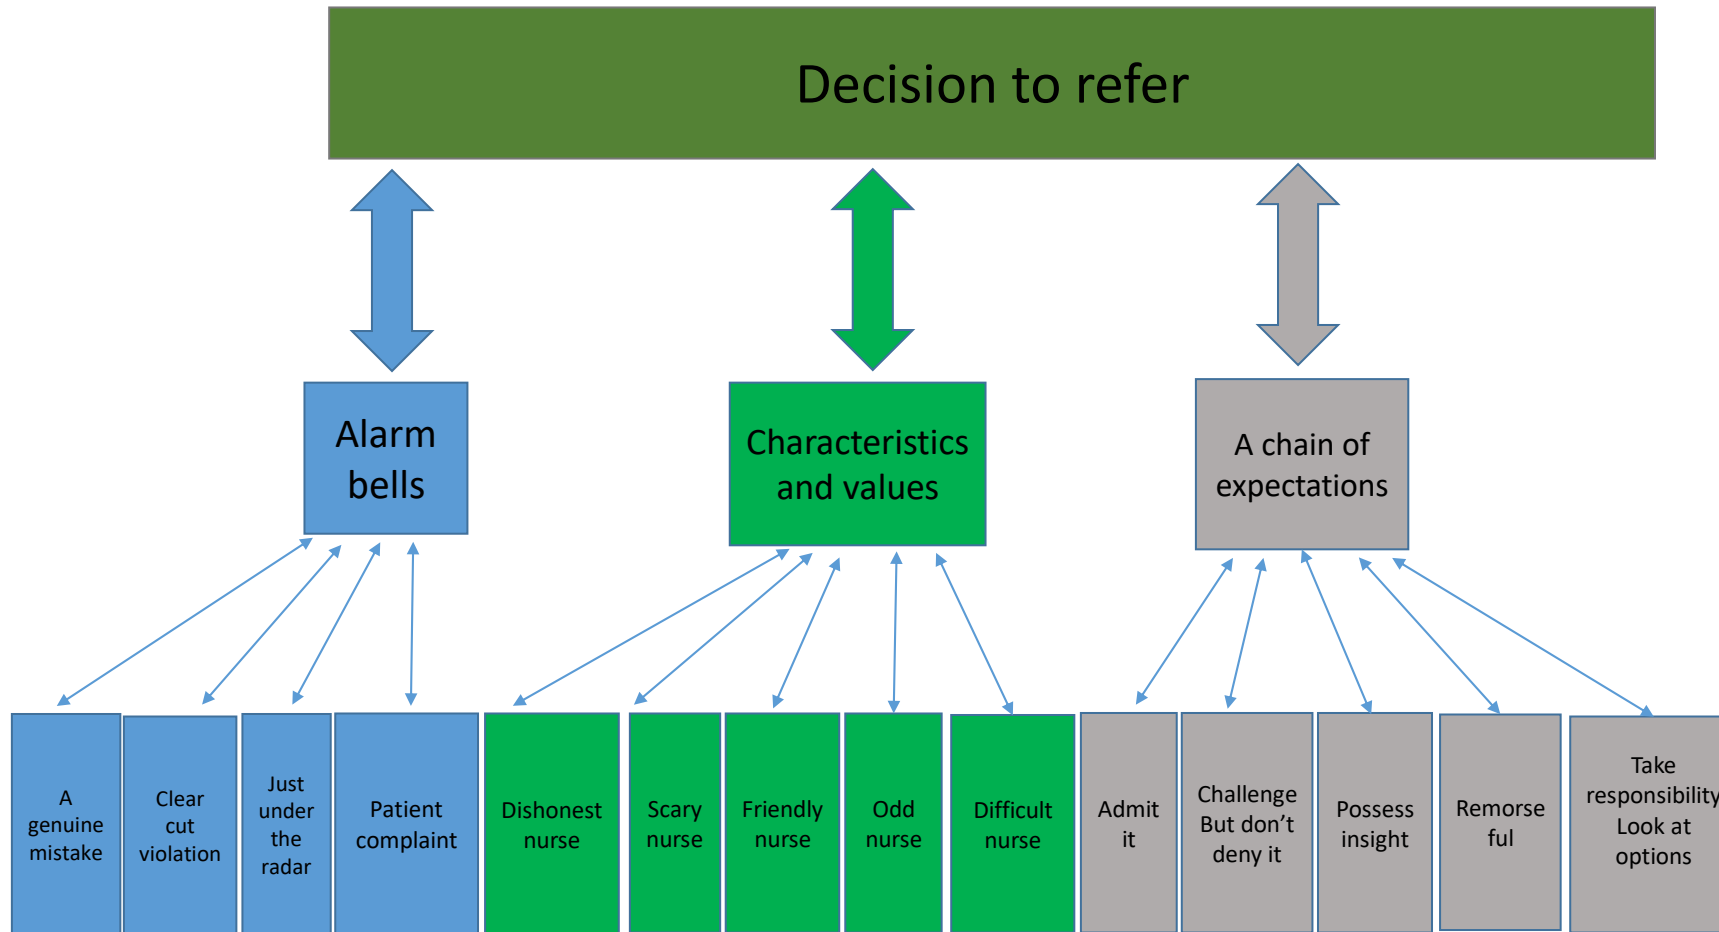 Decision to refer
Alarm
bells
Characteristics
and values
A chain of
expectations
A
genuine
mistake
Clear
cut
violation
Just
under
the
radar
Patient
complaint
Dishonest
nurse
Scary
nurse
Friendly
nurse
Odd
nurse
Difficult
nurse
Admit
it
Challenge
But don’t
deny it
Possess
insight
Remorse
ful
Take
responsibility
Look at
options